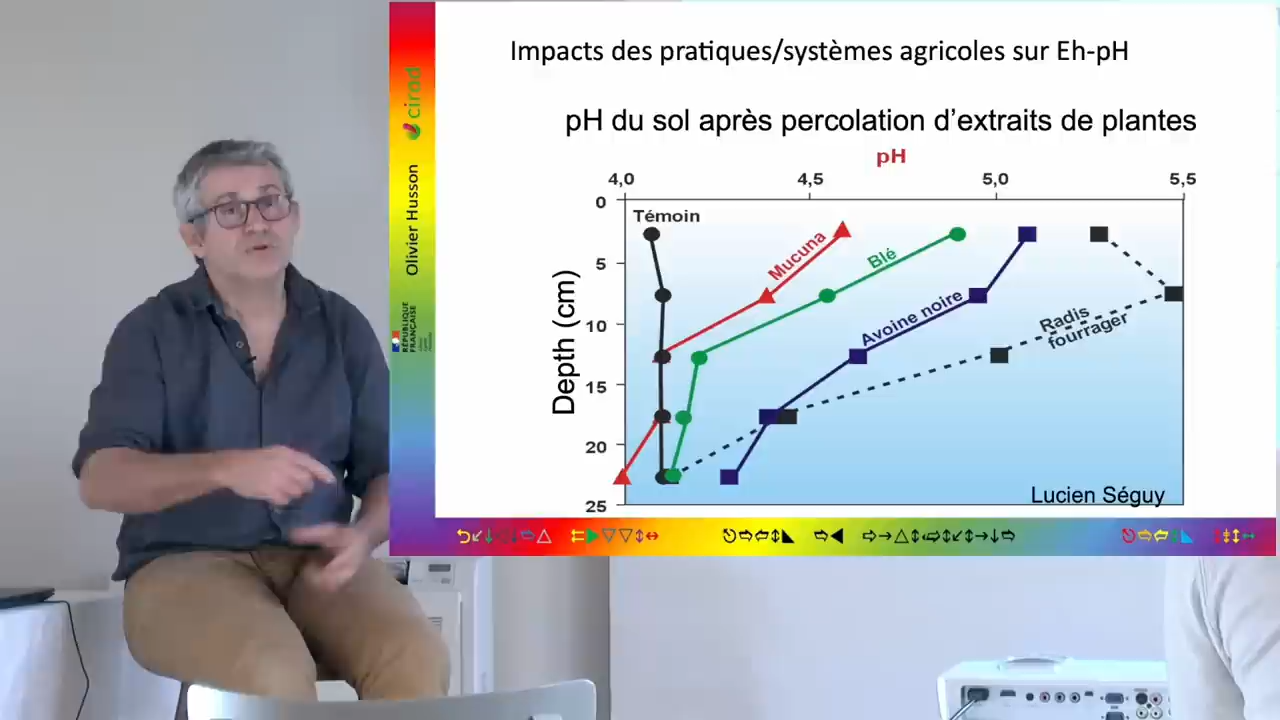 Impacts des pratiques/systèmes agricoles sur Eh-pH
pH du sol après percolation d'extraits de plantes
pH
4,0 4,5 5,0 5,5
0
5
10
15
20
25
Depth (cm)
Témoin
Mucuna
Blé
Avoine noire
Radis
fourrager
Lucien Séguy
cirad
Olivier Husson
RÉPUBLIQUE
FRANÇAISE